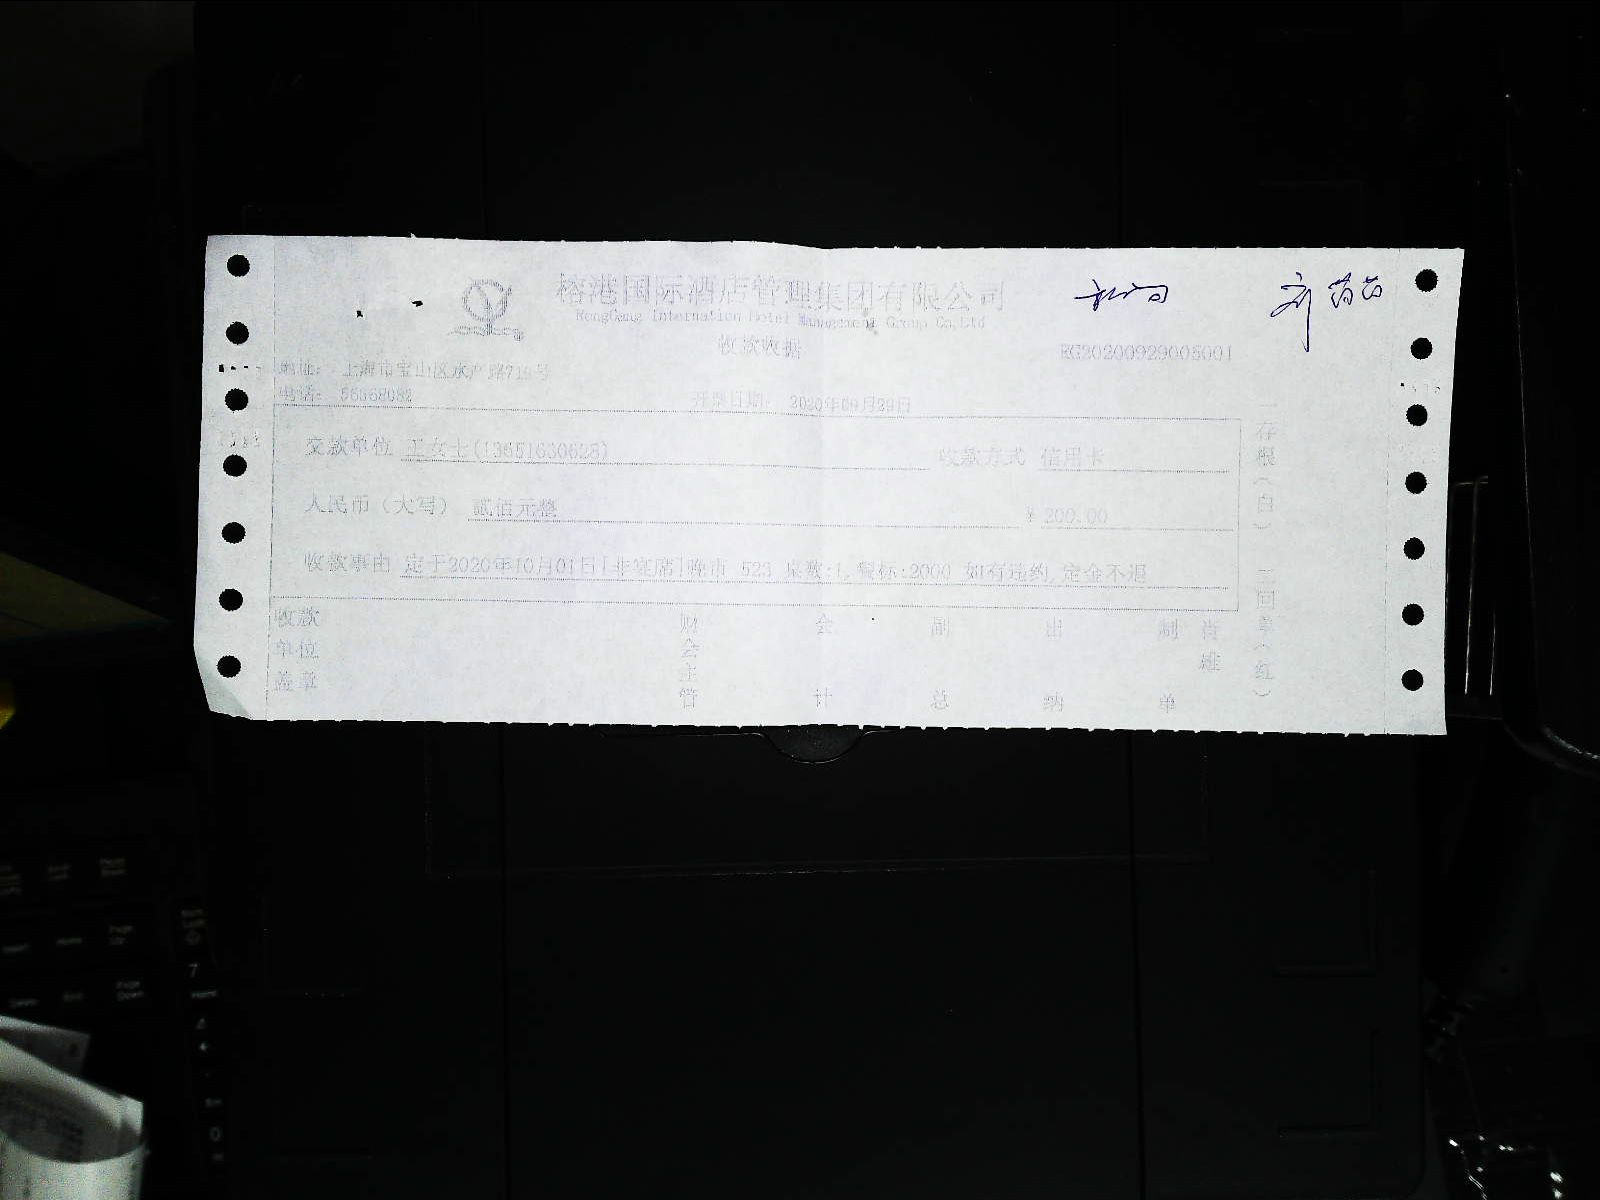 榕港国际酒店管理集团有限公司
RongGang Internation Hotel Management Group Co,Ltd
收款收据
RG20200929005001
地址： 上海市宝山区水产路719号
电话： 56568082
开票日期： 2020年09月29日
交款单位 王女士(13651630628) 收款方式 信用卡
人民币（大写） 贰佰元整 ¥ 200.00
收款事由 定于2020年10月01日[非宴席]晚市 523 桌数:1,餐标:2000 如有违约,定金不退
收款单位盖章 财会主管 会计 副总 出纳 制单 肖雄
一存根（白） 二回单（红）